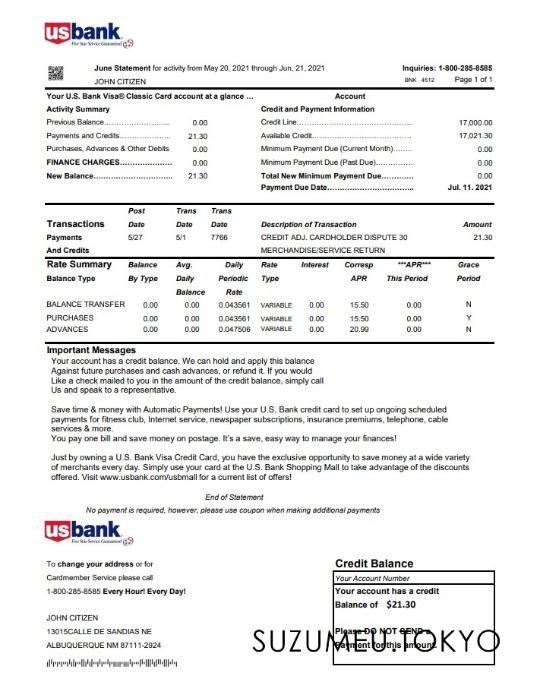 usbank
Five Star Service Guaranteed
June Statement for activity from May 20, 2021 through Jun, 21, 2021 Inquiries: 1-800-285-8585
JOHN CITIZEN BNK 4512 Page 1 of 1
Your U.S. Bank Visa® Classic Card account at a glance ... Account
Activity Summary Credit and Payment Information
Previous Balance........................ 0.00 Credit Line............................................................ 17,000.00
Payments and Credits.................. 21.30 Available Credit...................................................... 17,021.30
Purchases, Advances & Other Debits 0.00 Minimum Payment Due (Current Month)....... 0.00
FINANCE CHARGES................... 0.00 Minimum Payment Due (Past Due).............. 0.00
New Balance............................... 21.30 Total New Minimum Payment Due.............. 0.00
Payment Due Date.................................... Jul. 11. 2021
Post Trans Trans
Transactions Date Date Date Description of Transaction Amount
Payments 5/27 5/1 7766 CREDIT ADJ. CARDHOLDER DISPUTE 30 21.30
And Credits MERCHANDISE/SERVICE RETURN
Rate Summary Balance Avg. Daily Rate Interest Corresp ***APR*** Grace
Balance Type By Type Daily Periodic Type APR This Period Period
Balance Rate
BALANCE TRANSFER 0.00 0.00 0.043561 VARIABLE 0.00 15.50 0.00 N
PURCHASES 0.00 0.00 0.043561 VARIABLE 0.00 15.50 0.00 Y
ADVANCES 0.00 0.00 0.047506 VARIABLE 0.00 20.99 0.00 N
Important Messages
Your account has a credit balance. We can hold and apply this balance
Against future purchases and cash advances, or refund it. If you would
Like a check mailed to you in the amount of the credit balance, simply call
Us and speak to a representative.
Save time & money with Automatic Payments! Use your U.S. Bank credit card to set up ongoing scheduled
payments for fitness club, Internet service, newspaper subscriptions, insurance premiums, telephone, cable
services & more.
You pay one bill and save money on postage. It's a save, easy way to manage your finances!
Just by owning a U.S. Bank Visa Credit Card, you have the exclusive opportunity to save money at a wide variety
of merchants every day. Simply use your card at the U.S. Bank Shopping Mall to take advantage of the discounts
offered. Visit www.usbank.com/usbmall for a current list of offers!
End of Statement
No payment is required, however, please use coupon when making additional payments
usbank
Five Star Service Guaranteed
To change your address or for Credit Balance
Cardmember Service please call Your Account Number
1-800-285-8585 Every Hour! Every Day! Your account has a credit
Balance of $21.30
JOHN CITIZEN
13015CALLE DE SANDIAS NE Please DO NOT SEND a
ALBUQUERQUE NM 87111-2924 Payment for this amount.
SUZUMEU.TOKYO